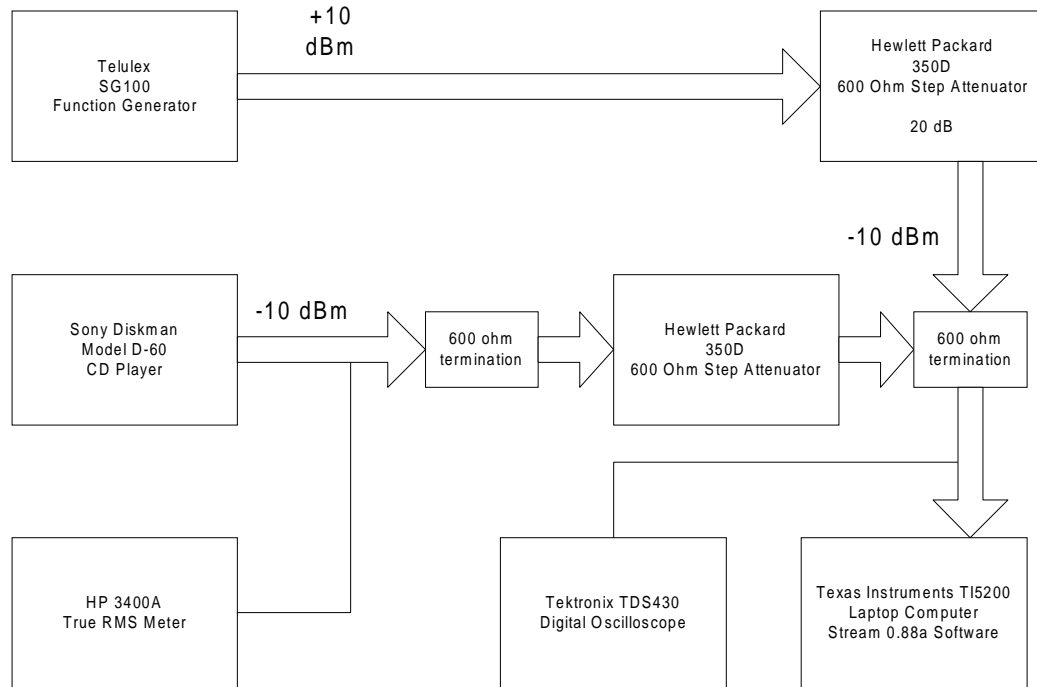 +10
dBm
Telulex
SG100
Function Generator
Hewlett Packard
350D
600 Ohm Step Attenuator
20 dB
-10 dBm
Sony Diskman
Model D-60
CD Player
-10 dBm
600 ohm
termination
Hewlett Packard
350D
600 Ohm Step Attenuator
600 ohm
termination
HP 3400A
True RMS Meter
Tektronix TDS430
Digital Oscilloscope
Texas Instruments TI5200
Laptop Computer
Stream 0.88a Software